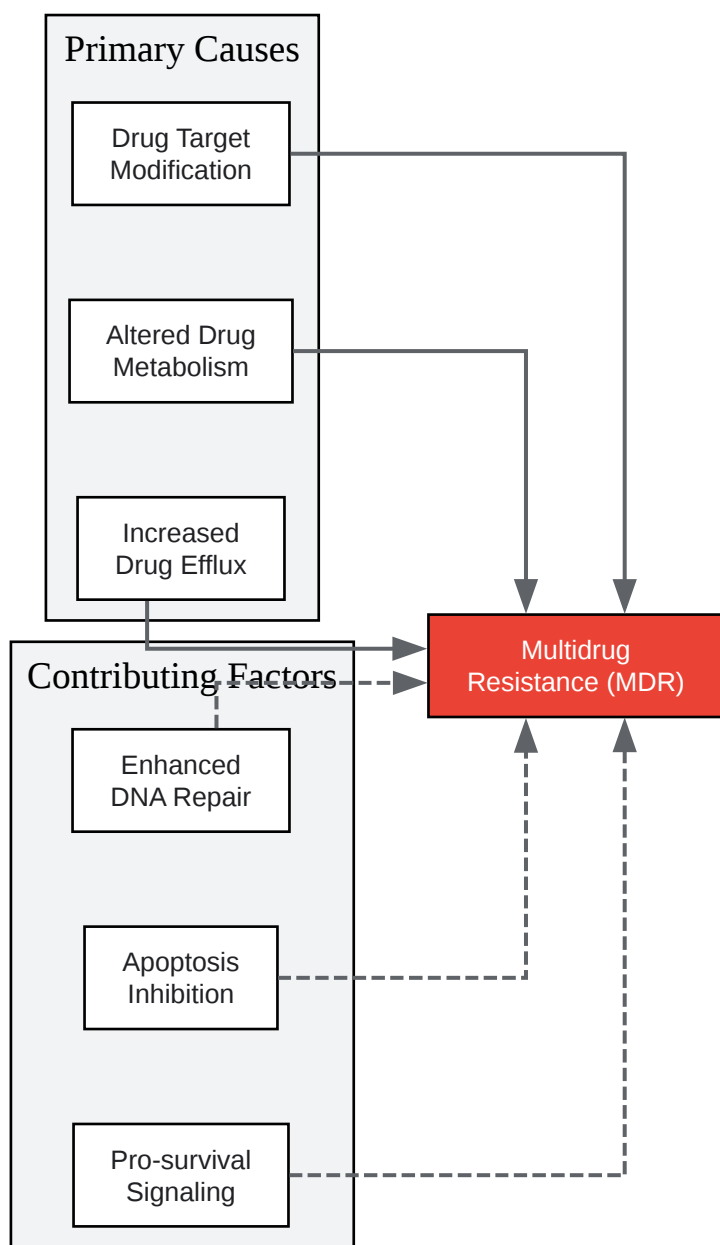 Primary Causes
Drug Target
Modification
Altered Drug
Metabolism
Increased
Drug Efflux
Multidrug
Resistance (MDR)
Contributing Factors
Enhanced
DNA Repair
Apoptosis
Inhibition
Pro-survival
Signaling